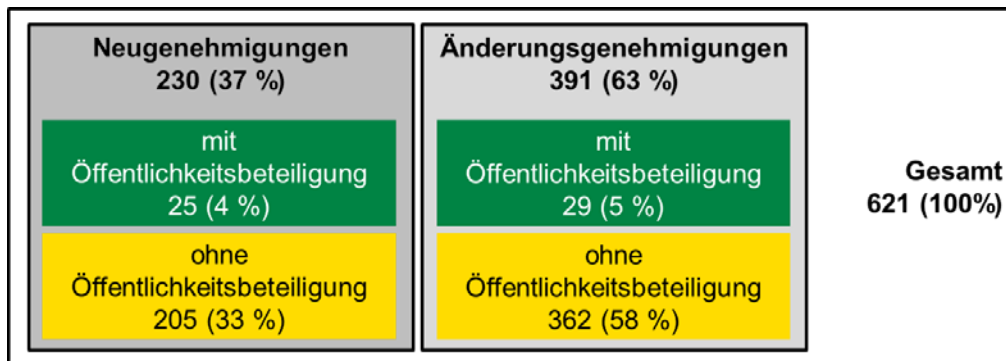 Neugenehmigungen
230 (37 %)
mit
Öffentlichkeitsbeteiligung
25 (4 %)
ohne
Öffentlichkeitsbeteiligung
205 (33 %)
Änderungsgenehmigungen
391 (63 %)
mit
Öffentlichkeitsbeteiligung
29 (5 %)
ohne
Öffentlichkeitsbeteiligung
362 (58 %)
Gesamt
621 (100%)